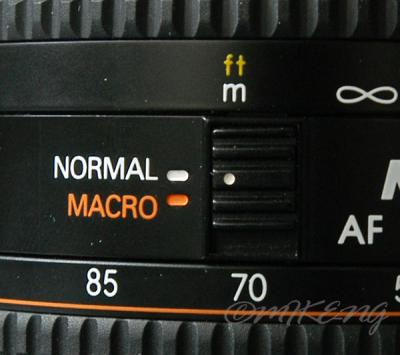 ft
m ∞
NORMAL
MACRO
AF
85 70
©mKEng